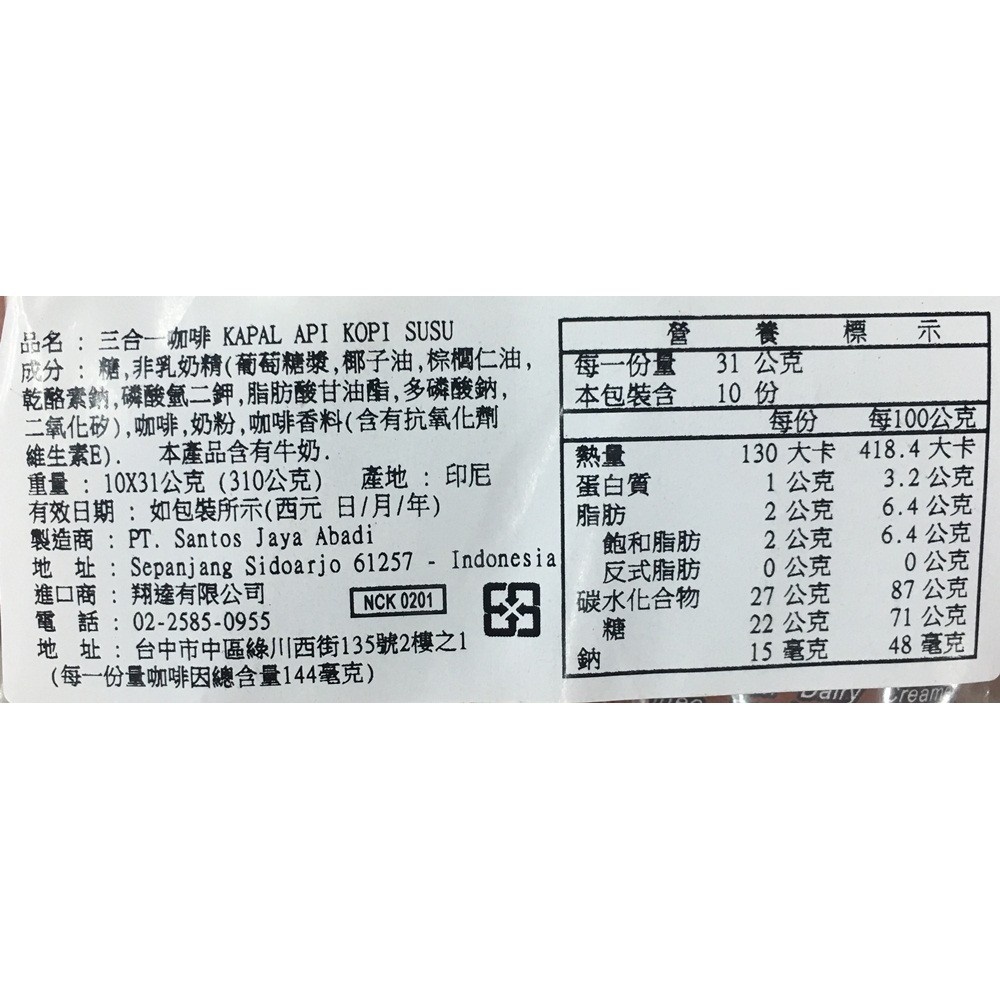 品名 : 三合一咖啡 KAPAL API KOPI SUSU
成分 : 糖,非乳奶精(葡萄糖漿,椰子油,棕櫚仁油,
乾酪素鈉,磷酸氫二鉀,脂肪酸甘油酯,多磷酸鈉,
二氧化矽),咖啡,奶粉,咖啡香料(含有抗氧化劑
維生素E). 本產品含有牛奶.
重量 : 10X31公克 (310公克) 產地 : 印尼
有效日期 : 如包裝所示(西元 日/月/年)
製造商 : PT. Santos Jaya Abadi
地 址 : Sepanjang Sidoarjo 61257 - Indonesia
進口商 : 翔達有限公司
NCK 0201
電 話 : 02-2585-0955
地 址 : 台中市中區綠川西街135號2樓之1
(每一份量咖啡因總含量144毫克)
營 養 標 示
每一份量 31 公克
本包裝含 10 份
每份 每100公克
熱量 130 大卡 418.4 大卡
蛋白質 1 公克 3.2 公克
脂肪 2 公克 6.4 公克
飽和脂肪 2 公克 6.4 公克
反式脂肪 0 公克 0 公克
碳水化合物 27 公克 87 公克
糖 22 公克 71 公克
鈉 15 毫克 48 毫克
Dairy Cream